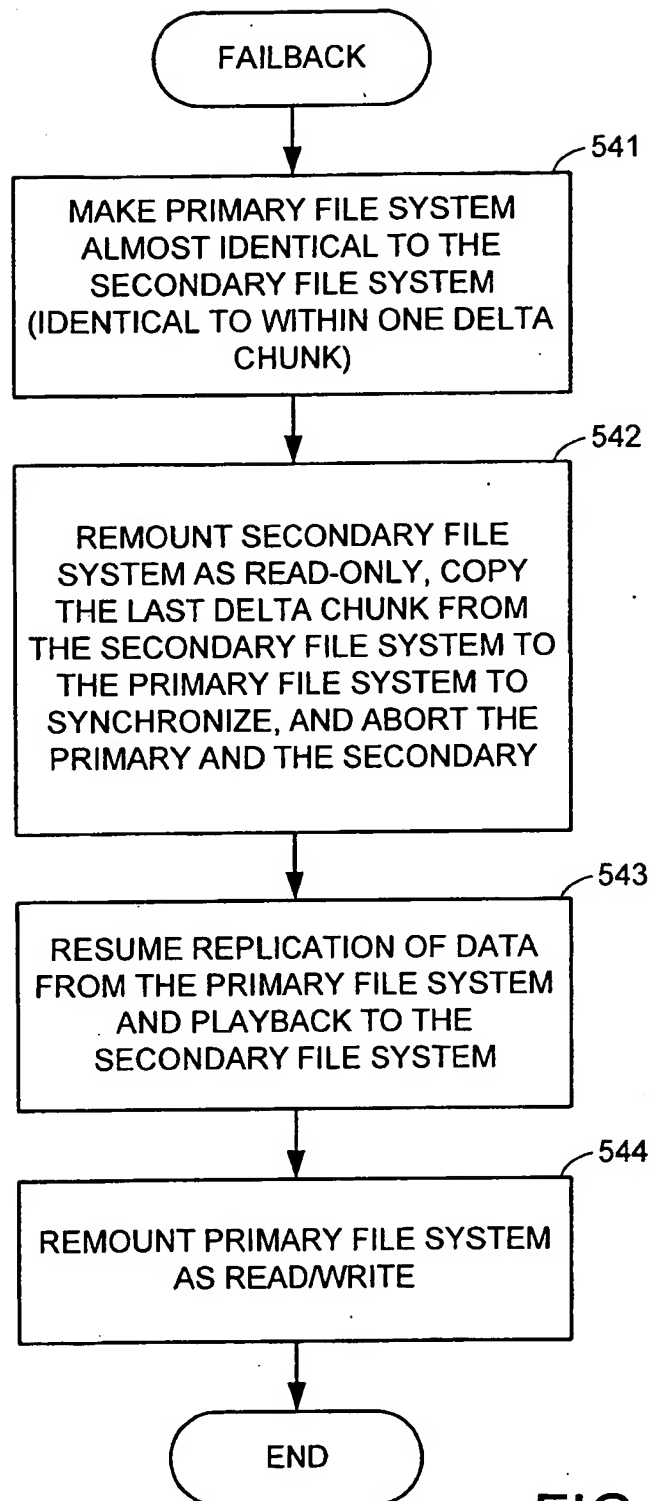 FAILBACK
541
MAKE PRIMARY FILE SYSTEM
ALMOST IDENTICAL TO THE
SECONDARY FILE SYSTEM
(IDENTICAL TO WITHIN ONE DELTA
CHUNK)
542
REMOUNT SECONDARY FILE
SYSTEM AS READ-ONLY, COPY
THE LAST DELTA CHUNK FROM
THE SECONDARY FILE SYSTEM TO
THE PRIMARY FILE SYSTEM TO
SYNCHRONIZE, AND ABORT THE
PRIMARY AND THE SECONDARY
543
RESUME REPLICATION OF DATA
FROM THE PRIMARY FILE SYSTEM
AND PLAYBACK TO THE
SECONDARY FILE SYSTEM
544
REMOUNT PRIMARY FILE SYSTEM
AS READ/WRITE
END